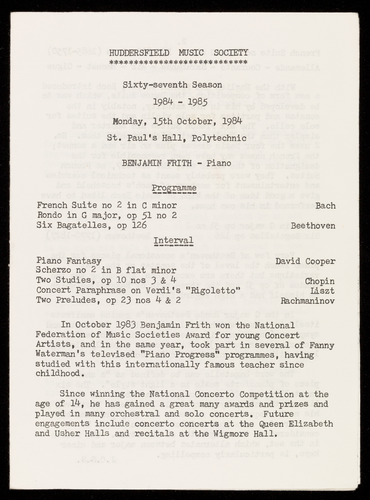 HUDDERSFIELD MUSIC SOCIETY
****************************
Sixty-seventh Season
1984 - 1985
Monday, 15th October, 1984
St. Paul's Hall, Polytechnic
BENJAMIN FRITH - Piano
Programme
French Suite no 2 in C minor Bach
Rondo in G major, op 51 no 2
Six Bagatelles, op 126 Beethoven
Interval
Piano Fantasy David Cooper
Scherzo no 2 in B flat minor
Two Studies, op 10 nos 3 & 4 Chopin
Concert Paraphrase on Verdi's "Rigoletto" Liszt
Two Preludes, op 23 nos 4 & 2 Rachmaninov
In October 1983 Benjamin Frith won the National
Federation of Music Societies Award for young Concert
Artists, and in the same year, took part in several of Fanny
Waterman's televised "Piano Progress" programmes, having
studied with this internationally famous teacher since
childhood.
Since winning the National Concerto Competition at the
age of 14, he has gained a great many awards and prizes and
played in many orchestral and solo concerts. Future
engagements include concerto concerts at the Queen Elizabeth
and Usher Halls and recitals at the Wigmore Hall.